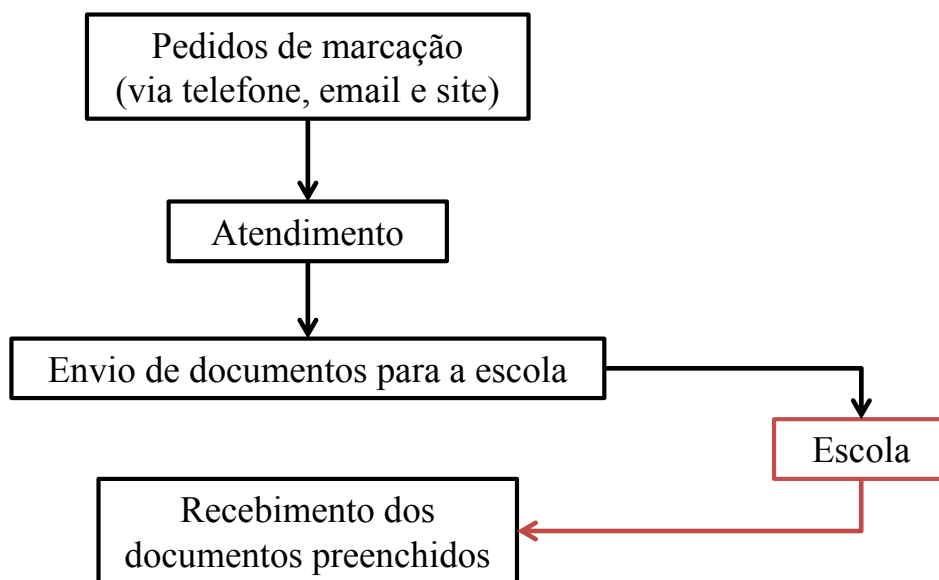 Pedidos de marcação
(via telefone, email e site)
Atendimento
Envio de documentos para a escola
Escola
Recebimento dos
documentos preenchidos